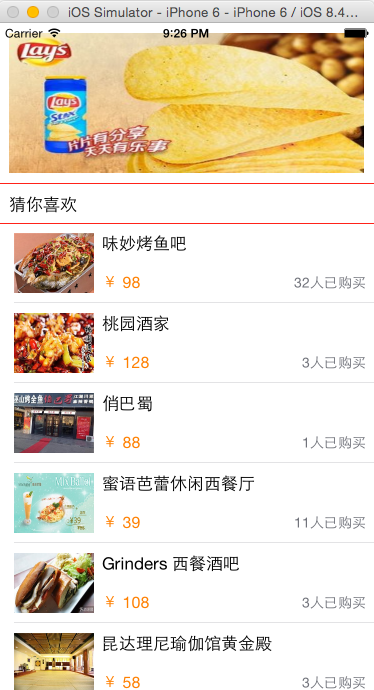 iOS Simulator - iPhone 6 - iPhone 6 / iOS 8.4...
Carrier 9:26 PM
Lay's
Lay's
STAX
片片有分享
天天有乐事
猜你喜欢
味妙烤鱼吧
¥ 98 32人已购买
桃园酒家
¥ 128 3人已购买
俏巴蜀
¥ 88 1人已购买
蜜语芭蕾休闲西餐厅
¥ 39 11人已购买
Grinders 西餐酒吧
¥ 108 3人已购买
昆达理尼瑜伽馆黄金殿
¥ 58 3人已购买